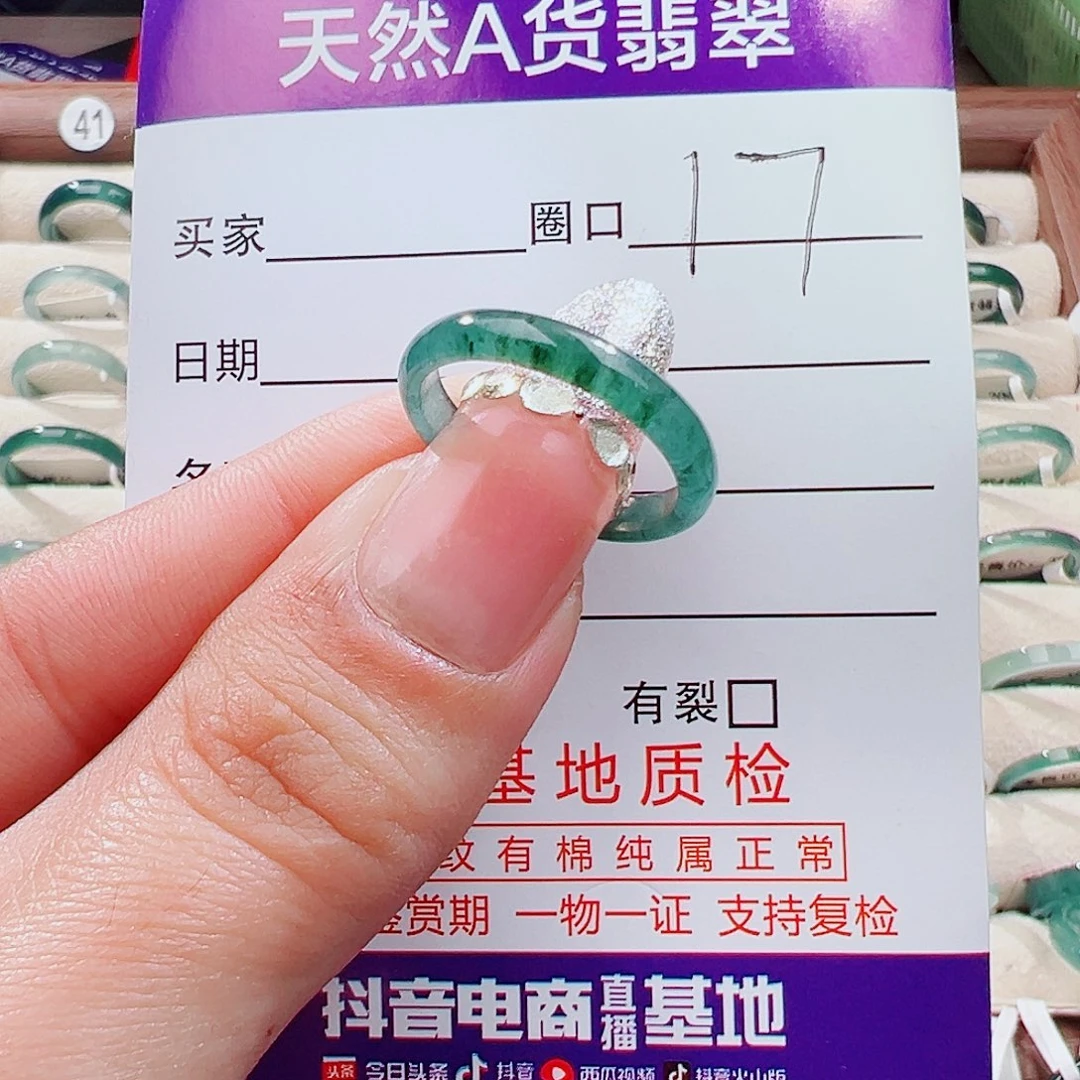 天然A货翡翠
41
买家 圈口 17
日期
有裂□
基地质检
纹有棉纯属正常
鉴赏期 一物一证 支持复检
抖音电商直播基地
头条 今日头条 抖音 西瓜视频 抖音火山版